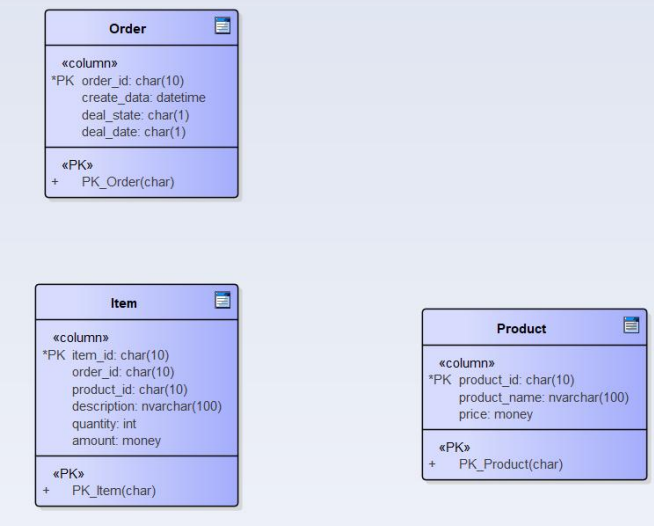 Order
«column»
*PK order_id: char(10)
create_data: datetime
deal_state: char(1)
deal_date: char(1)
«PK»
+ PK_Order(char)
Item
«column»
*PK item_id: char(10)
order_id: char(10)
product_id: char(10)
description: nvarchar(100)
quantity: int
amount: money
«PK»
+ PK_Item(char)
Product
«column»
*PK product_id: char(10)
product_name: nvarchar(100)
price: money
«PK»
+ PK_Product(char)